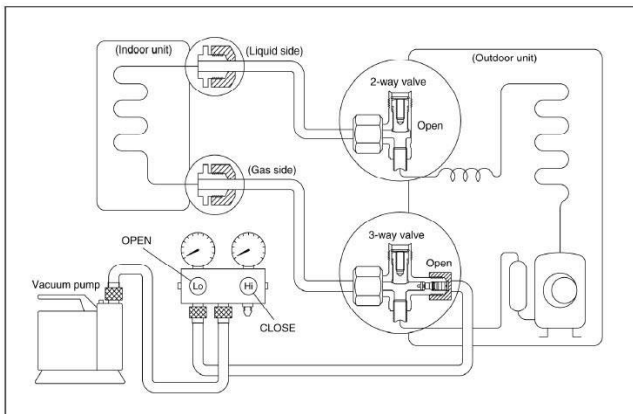 (Indoor unit)
(Liquid side)
(Outdoor unit)
2-way valve
Open
(Gas side)
3-way valve
Open
OPEN
Lo
Hi
CLOSE
Vacuum pump